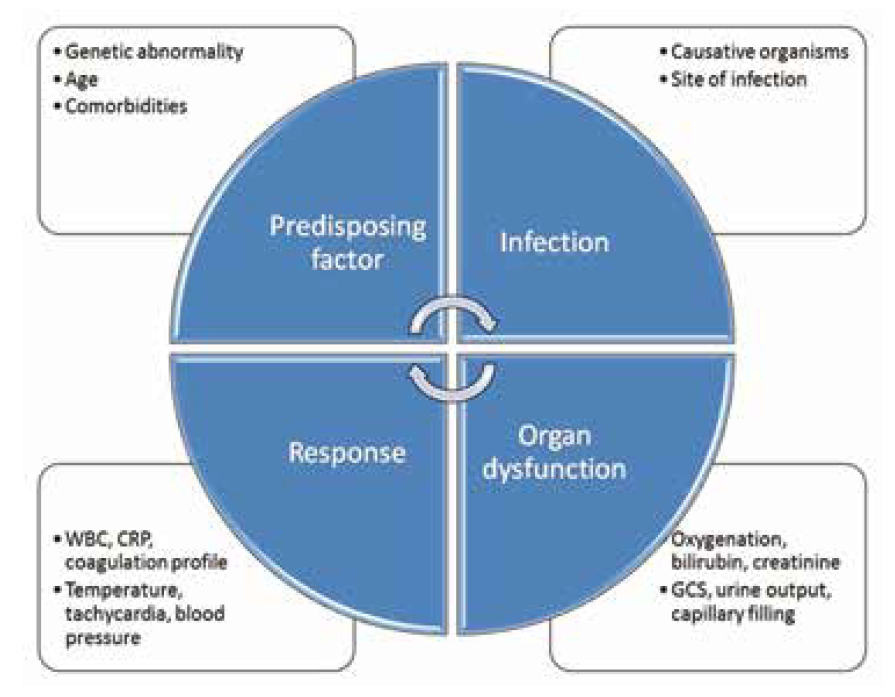 • Genetic abnormality
• Age
• Comorbidities
• Causative organisms
• Site of infection
Predisposing
factor
Infection
Response
Organ
dysfunction
• WBC, CRP,
coagulation profile
• Temperature,
tachycardia, blood
pressure
Oxygenation,
bilirubin, creatinine
• GCS, urine output,
capillary filling